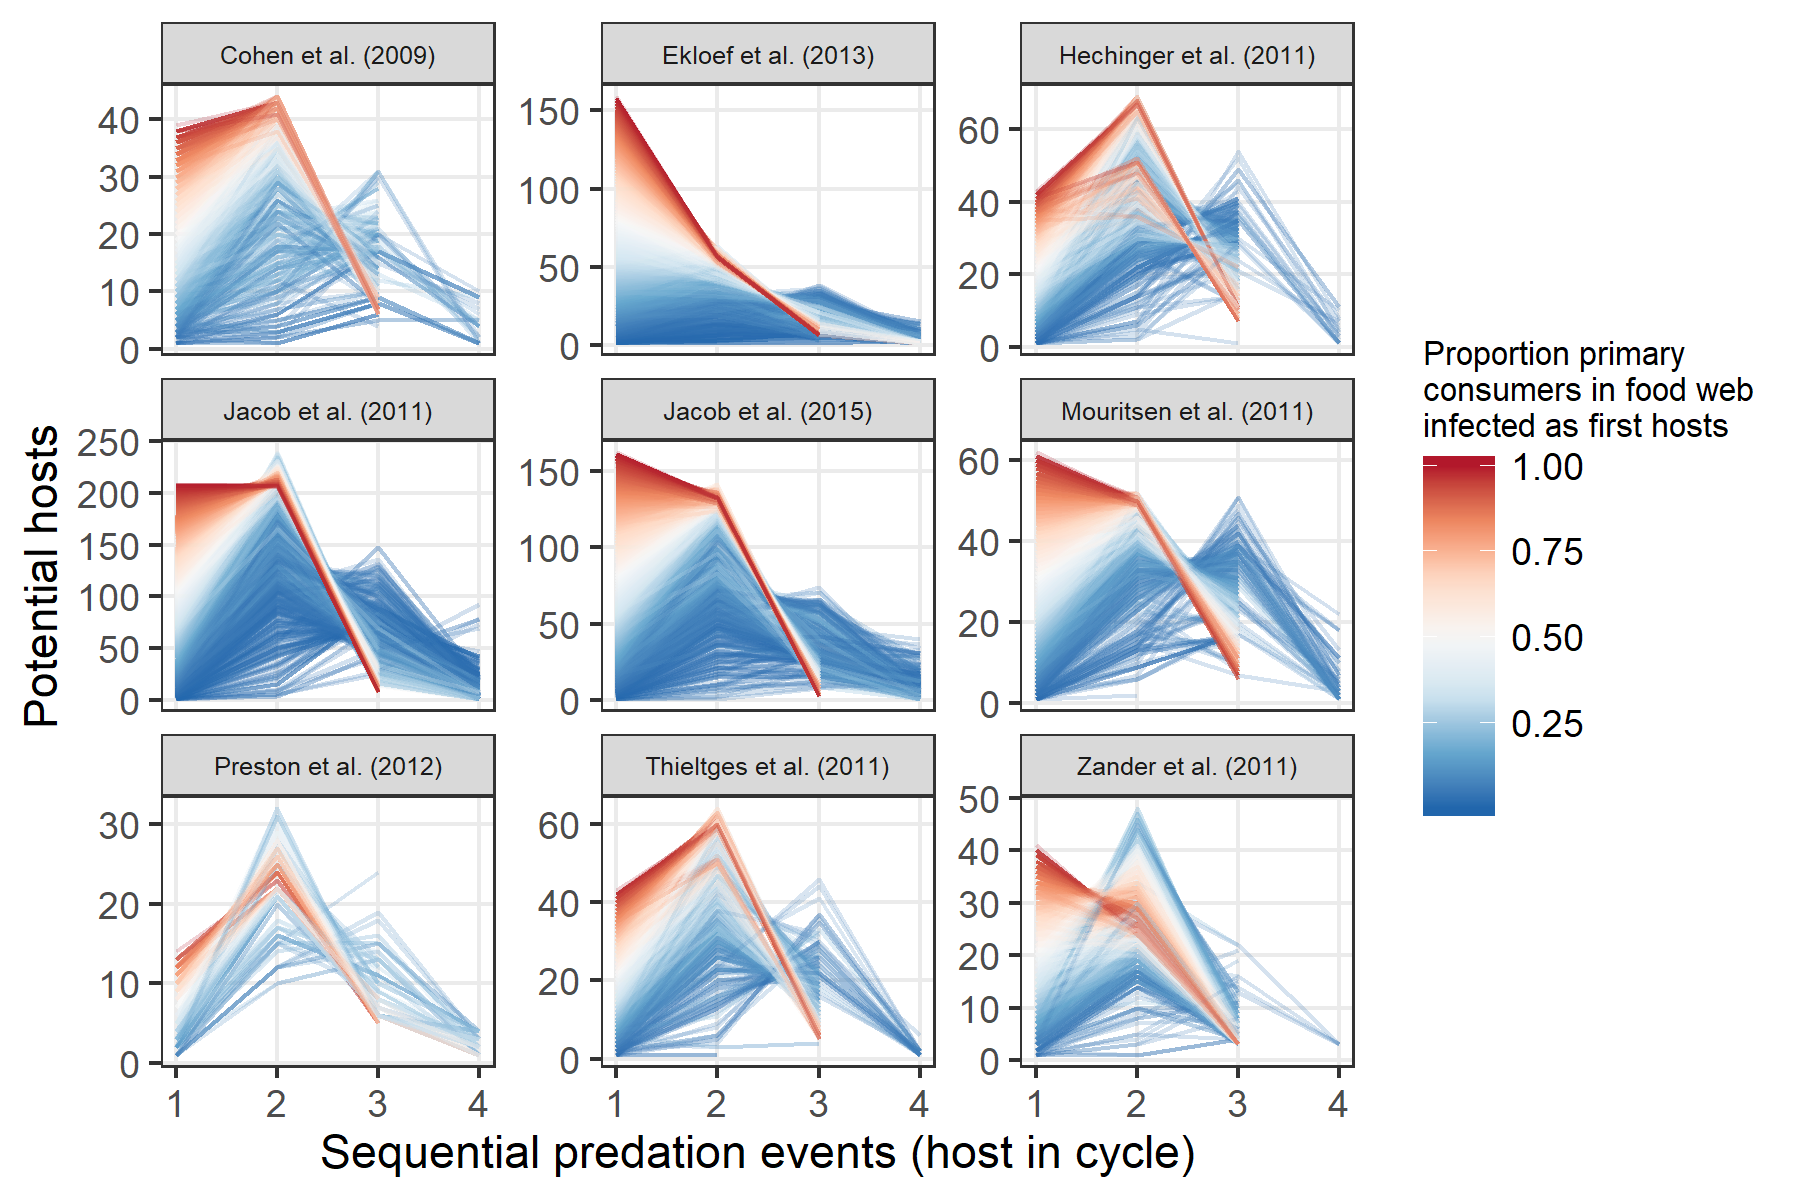 Cohen et al. (2009)
Ekloef et al. (2013)
Hechinger et al. (2011)
40
30
20
10
0
150
100
50
0
60
40
20
0
Jacob et al. (2011)
Jacob et al. (2015)
Mouritsen et al. (2011)
250
200
150
100
50
0
150
100
50
0
60
40
20
0
Preston et al. (2012)
Thieltges et al. (2011)
Zander et al. (2011)
30
20
10
0
60
40
20
0
50
40
30
20
10
0
1 2 3 4
1 2 3 4
1 2 3 4
Potential hosts
Sequential predation events (host in cycle)
Proportion primary
consumers in food web
infected as first hosts
1.00
0.75
0.50
0.25